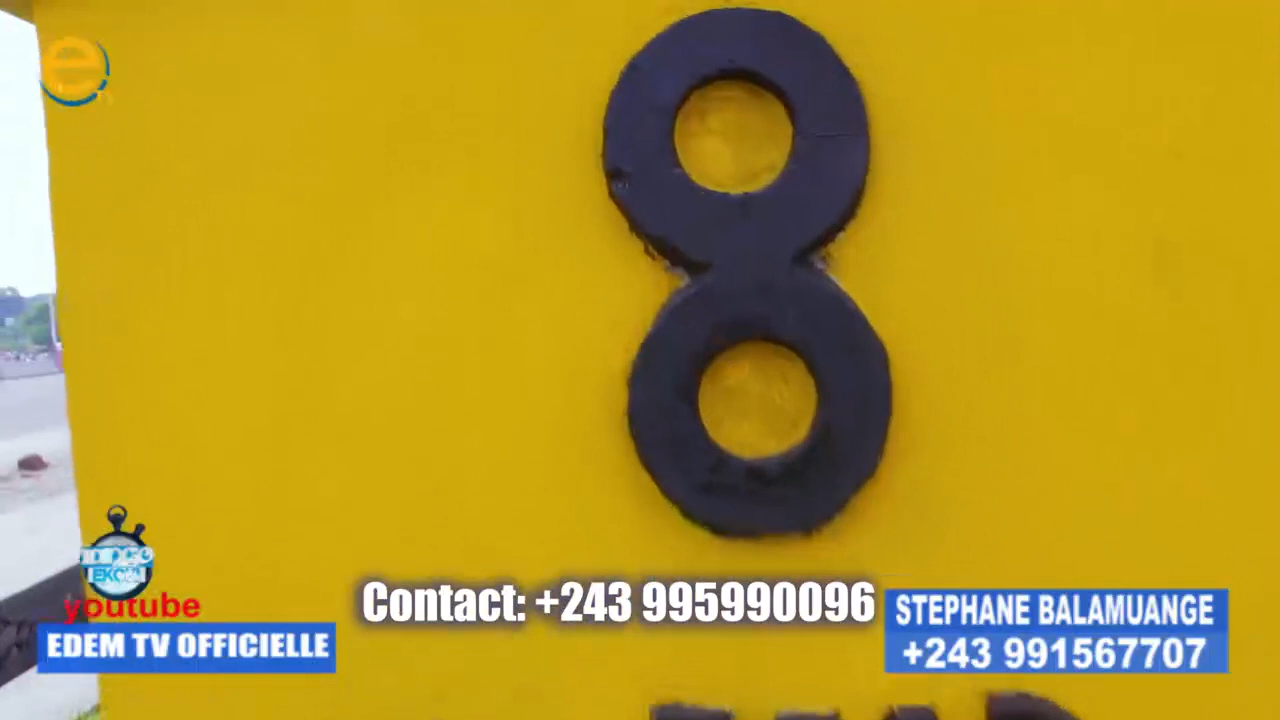 e
8
youtube
EDEM TV OFFICIELLE
Contact: +243 995990096
STEPHANE BALAMUANGE
+243 991567707